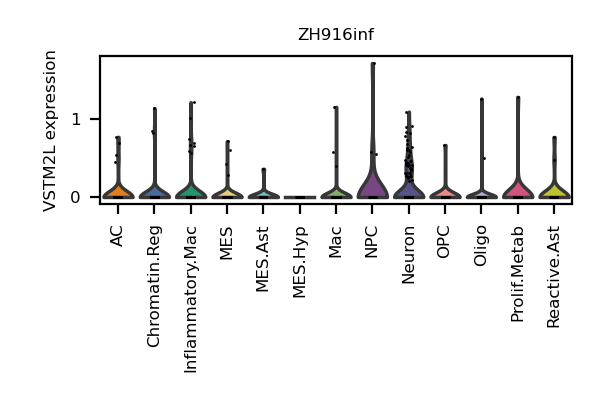 ZH916inf
VSTM2L expression
1
0
AC
Chromatin.Reg
Inflammatory.Mac
MES
MES.Ast
MES.Hyp
Mac
NPC
Neuron
OPC
Oligo
Prolif.Metab
Reactive.Ast